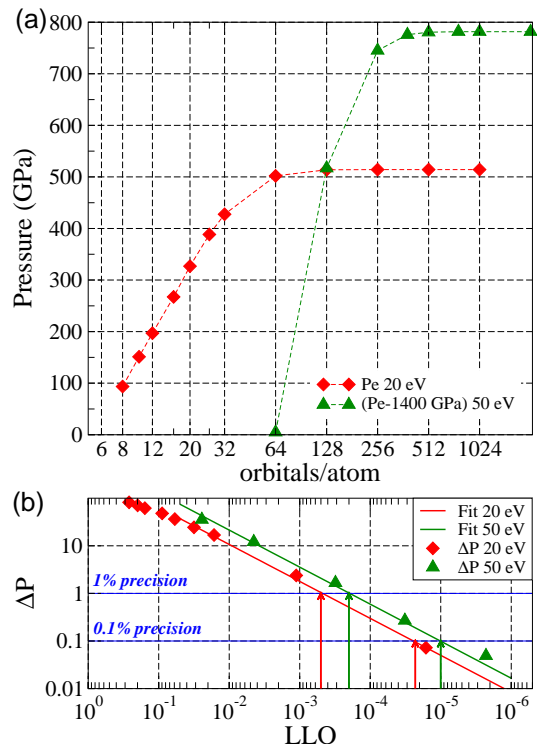 (a)
800
700
600
500
400
300
200
100
0
Pressure (GPa)
Pe 20 eV
(Pe-1400 GPa) 50 eV
6 8 12 20 32 64 128 256 512 1024
orbitals/atom
(b)
Fit 20 eV
Fit 50 eV
ΔP 20 eV
ΔP 50 eV
10
1
0.1
0.01
ΔP
1% precision
0.1% precision
10^0 10^-1 10^-2 10^-3 10^-4 10^-5 10^-6
LLO